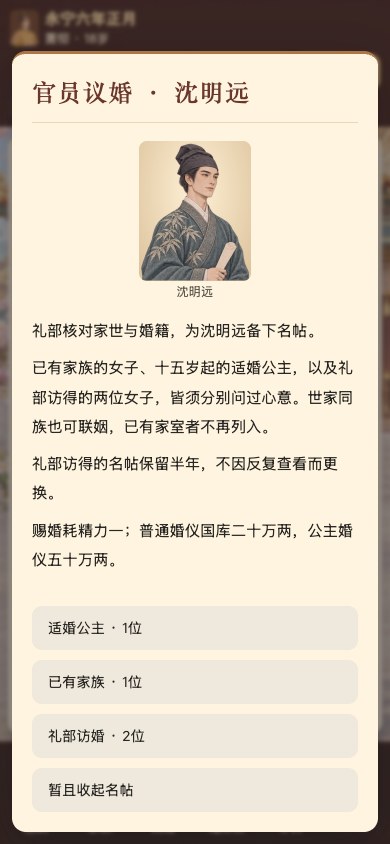 永宁六年正月
官员议婚 · 沈明远
沈明远
礼部核对家世与婚籍，为沈明远备下名帖。
已有家族的女子、十五岁起的适婚公主，以及礼
部访得的两位女子，皆须分别问过心意。世家同
族也可联姻，已有家室者不再列入。
礼部访得的名帖保留半年，不因反复查看而更
换。
赐婚耗精力一；普通婚仪国库二十万两，公主婚
仪五十万两。
适婚公主 · 1位
已有家族 · 1位
礼部访婚 · 2位
暂且收起名帖